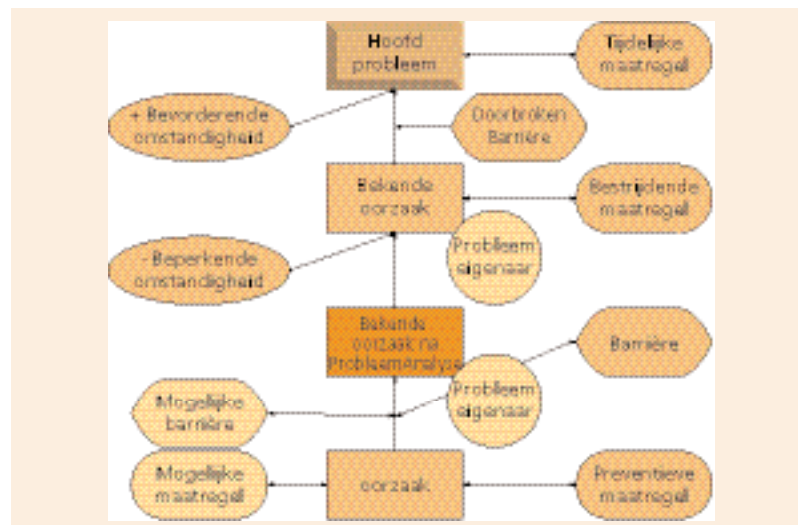 Hoofd
probleem
Tijdelijke
maatregel
+ Bevorderende
omstandigheid
Doorbroken
Barrière
Bekende
oorzaak
Bestrijdende
maatregel
Probleem
eigenaar
- Beperkende
omstandigheid
Bekende
oorzaak na
ProbleemAnalyze
Barrière
Probleem
eigenaar
Mogelijke
barrière
Mogelijke
maatregel
oorzaak
Preventieve
maatregel